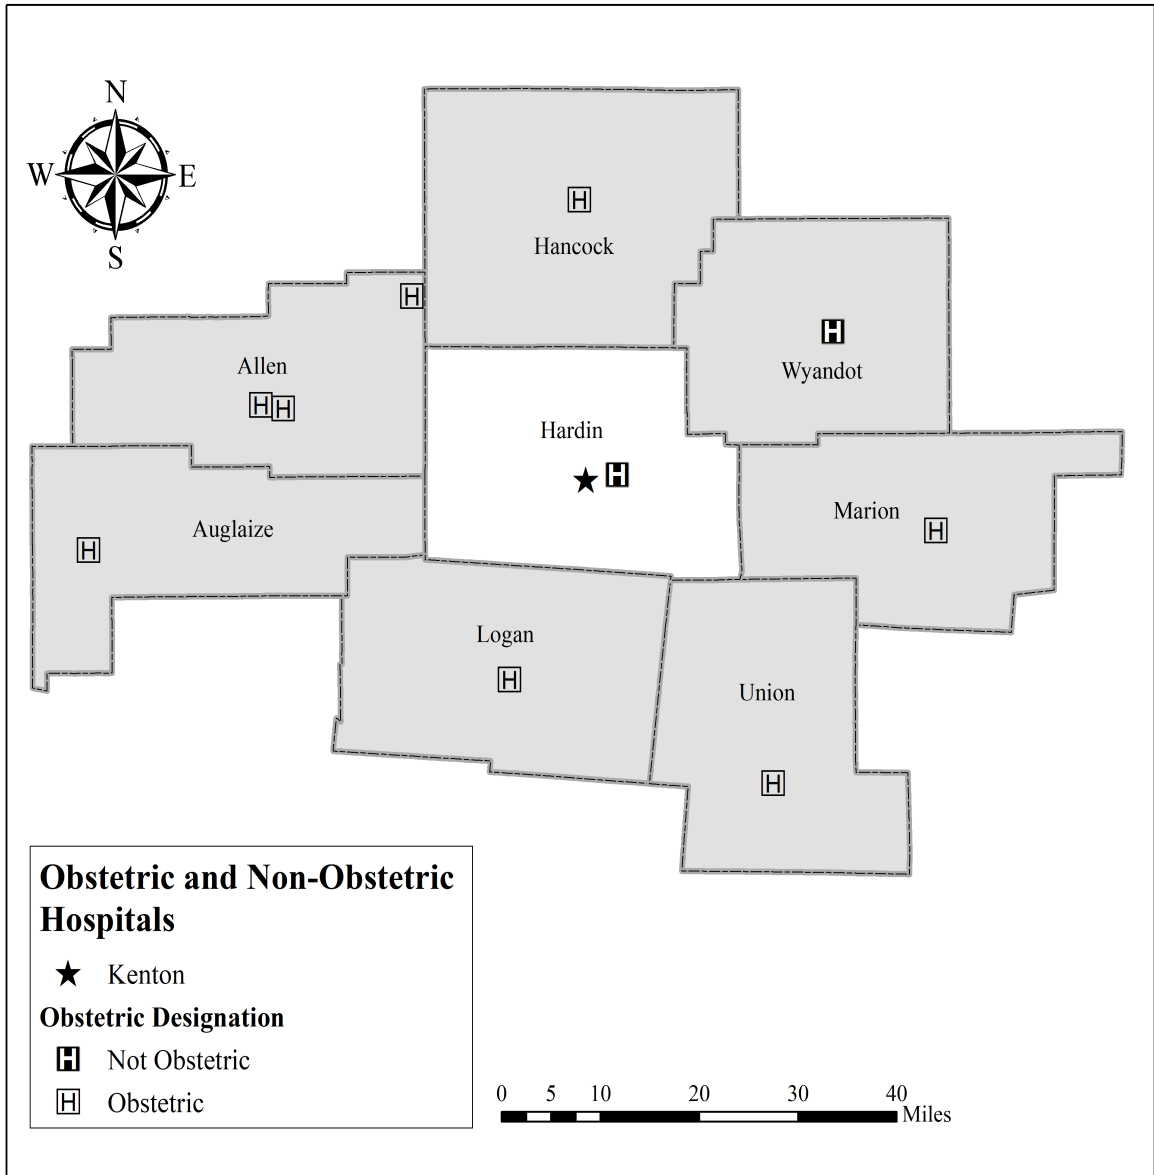 N
W
E
S
H
Hancock
H
Allen
H
H
H
Wyandot
Hardin
H
Auglaize
H
Marion
H
Logan
H
Union
H
Obstetric and Non-Obstetric
Hospitals
Kenton
Obstetric Designation
H Not Obstetric
H Obstetric
0 5 10 20 30 40
Miles